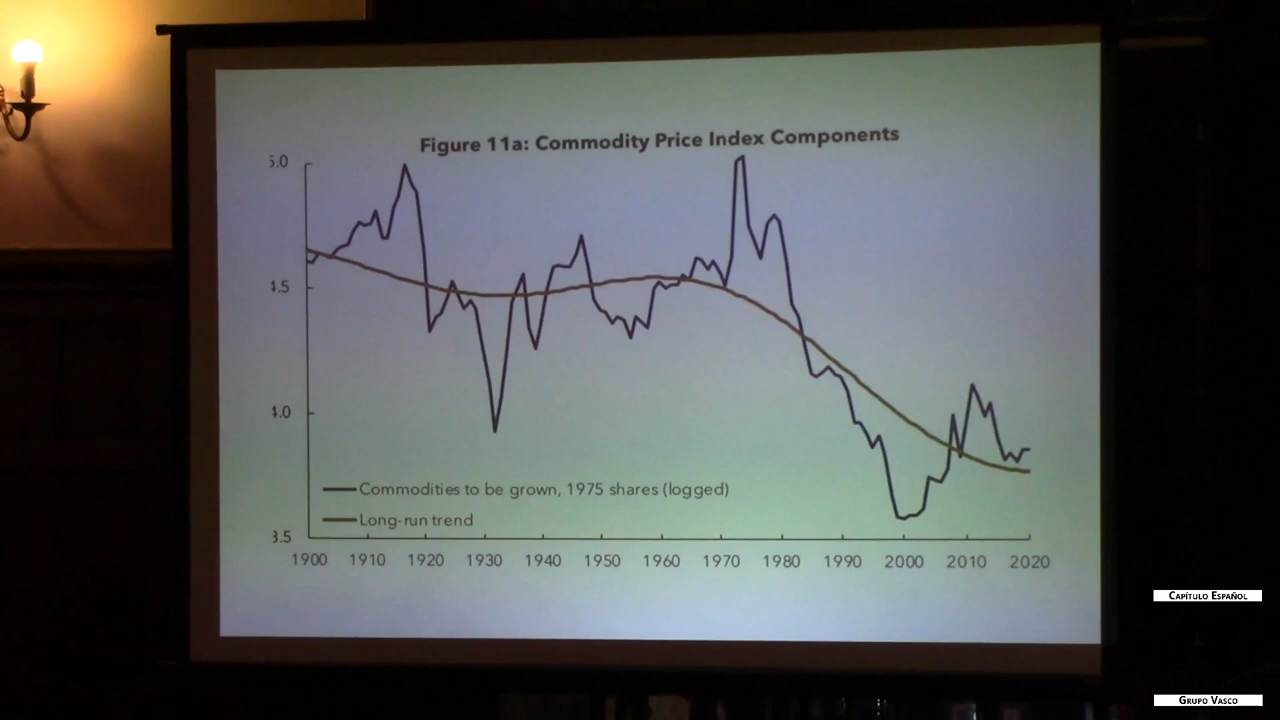 Figure 11a: Commodity Price Index Components
5.0
4.5
4.0
3.5
Commodities to be grown, 1975 shares (logged)
Long-run trend
1900 1910 1920 1930 1940 1950 1960 1970 1980 1990 2000 2010 2020
Capítulo Español
Grupo Vasco